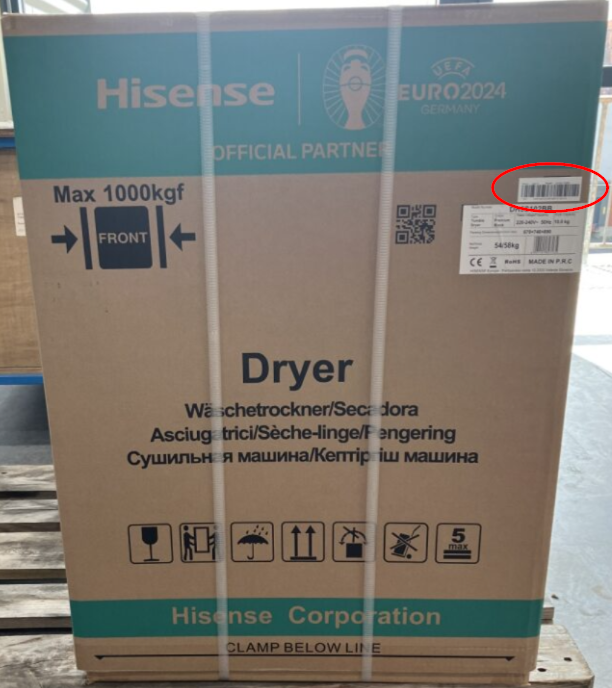 Hisense
UEFA
EURO2024
GERMANY
OFFICIAL PARTNER
Max 1000kgf
FRONT
54/56kg
CE RoHS MADE IN P.R.C
Dryer
Wäschetrockner/Secadora
Asciugatrici/Sèche-linge/Pengering
Сушильная машина/Кептіргіш машина
5
max
Hisense Corporation
CLAMP BELOW LINE